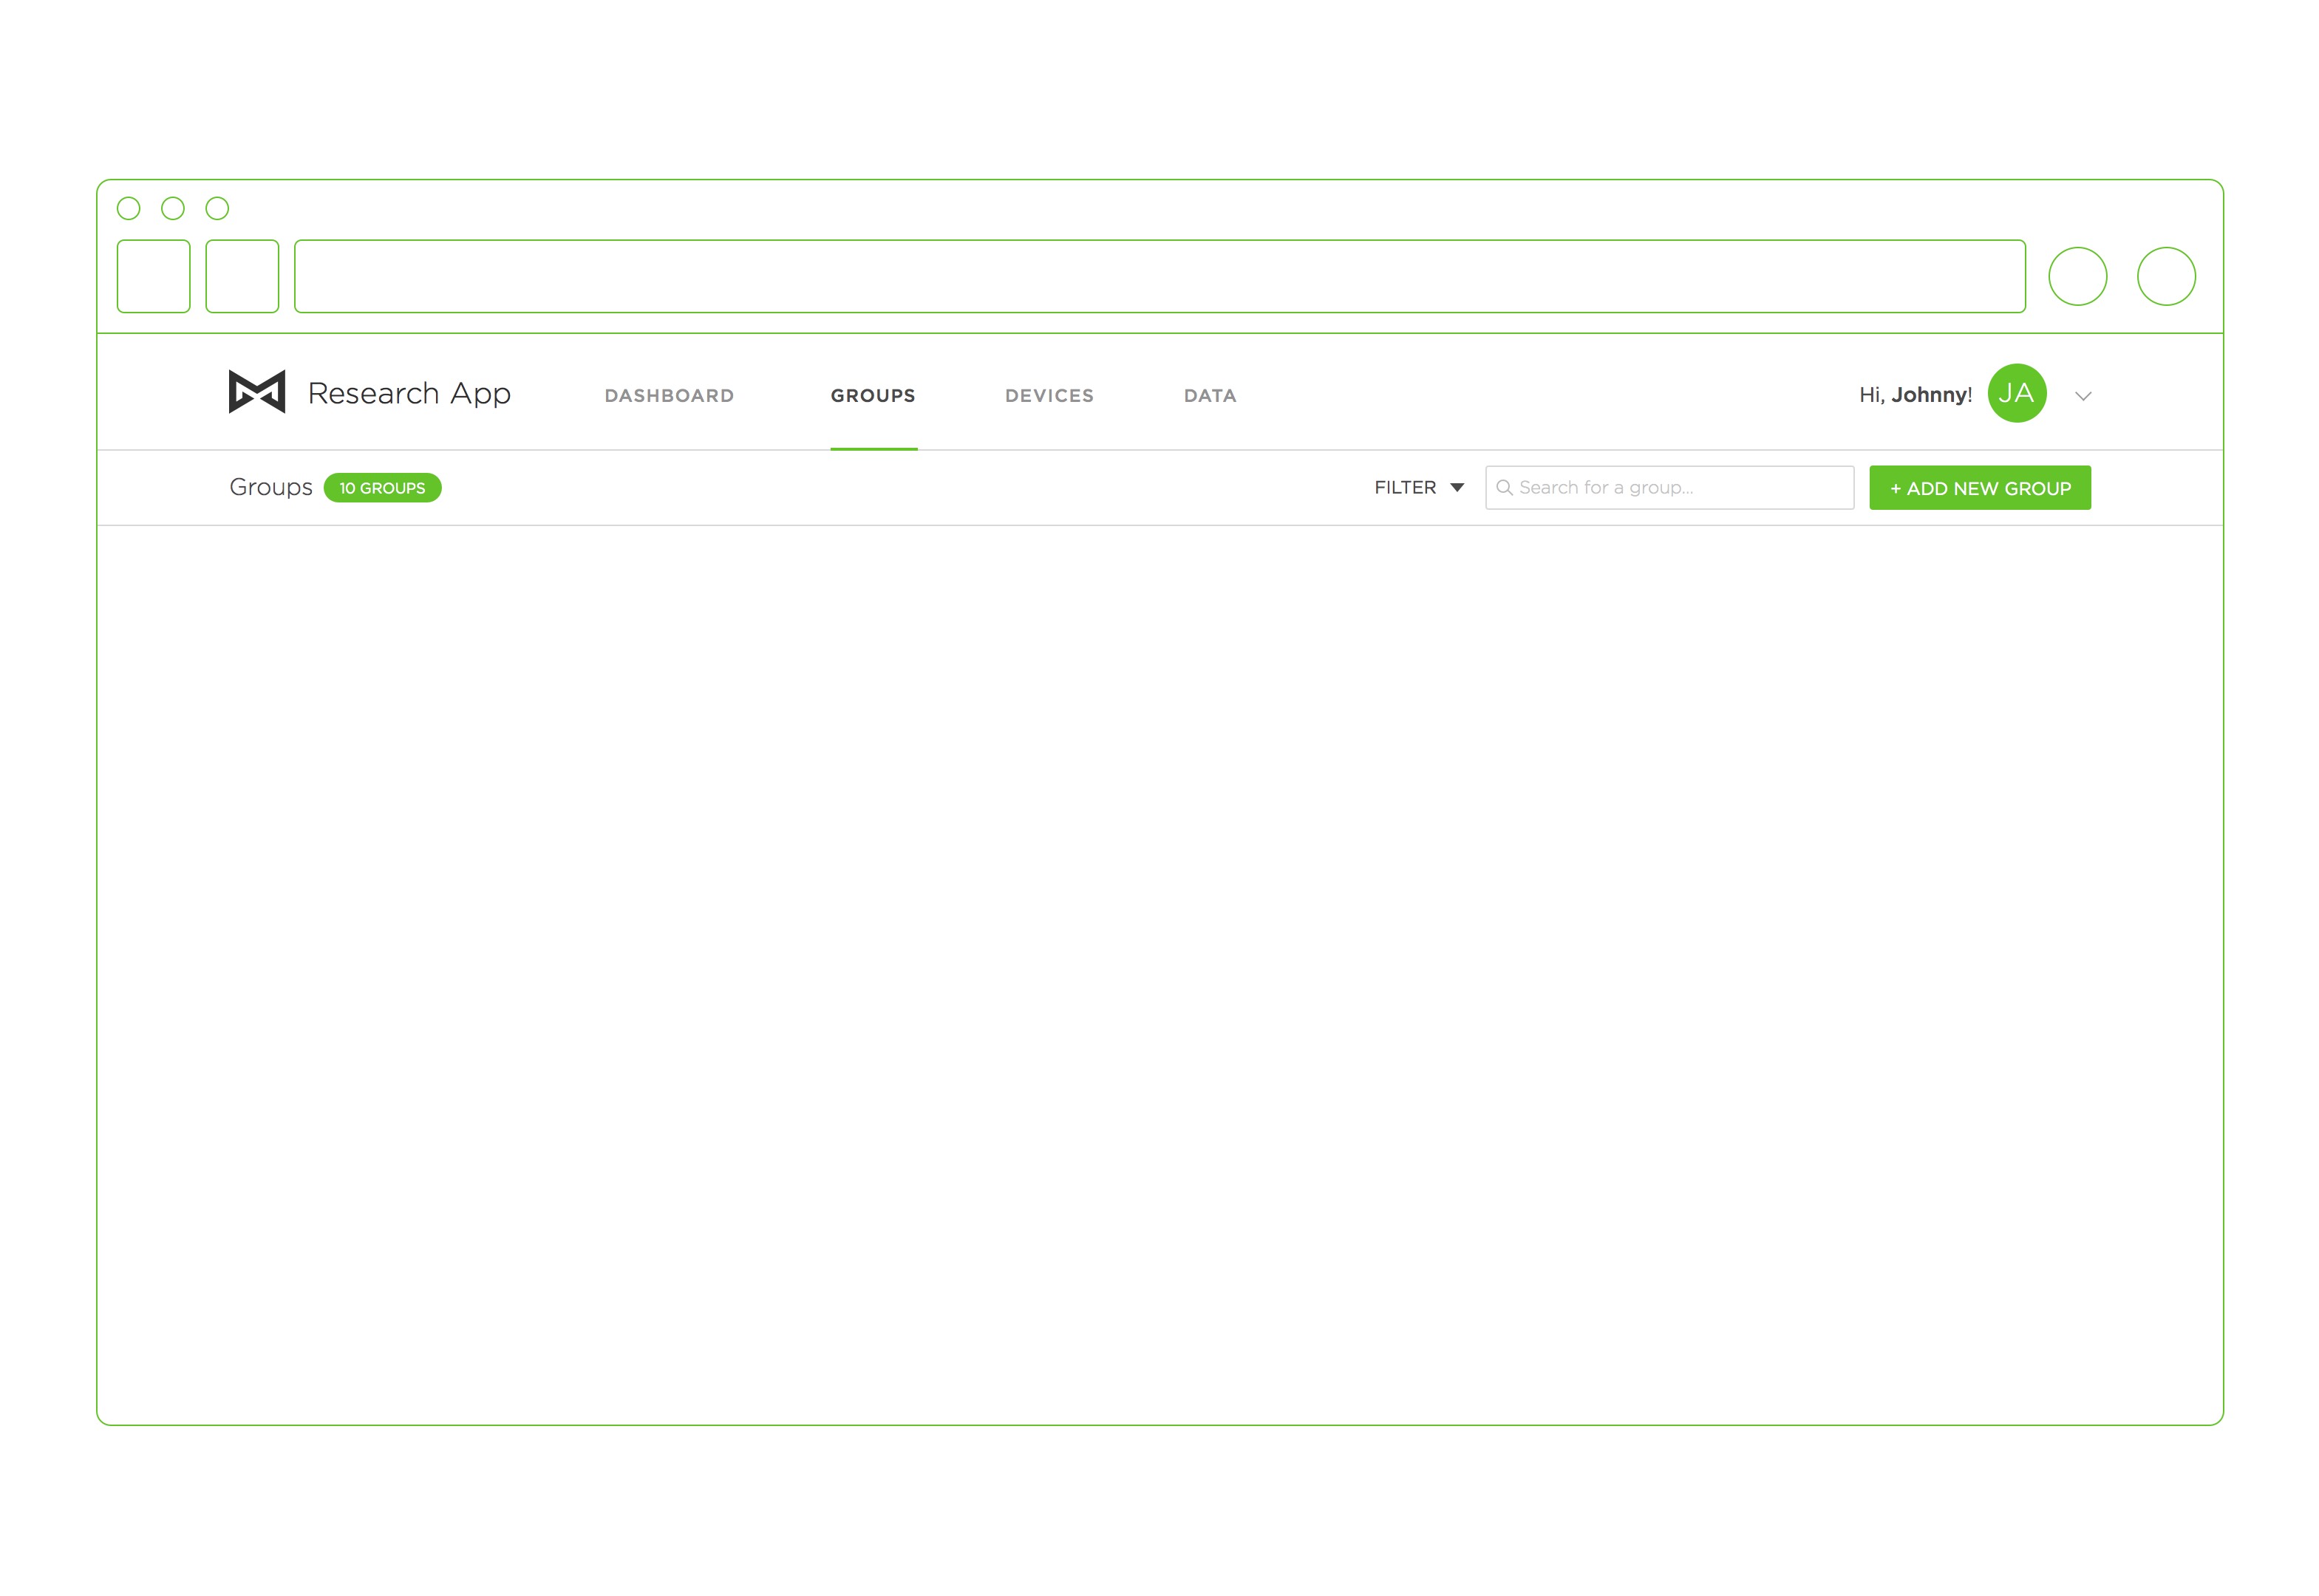 Research App
DASHBOARD
GROUPS
DEVICES
DATA
Hi, Johnny!
JA
Groups
10 GROUPS
FILTER
Search for a group...
+ ADD NEW GROUP